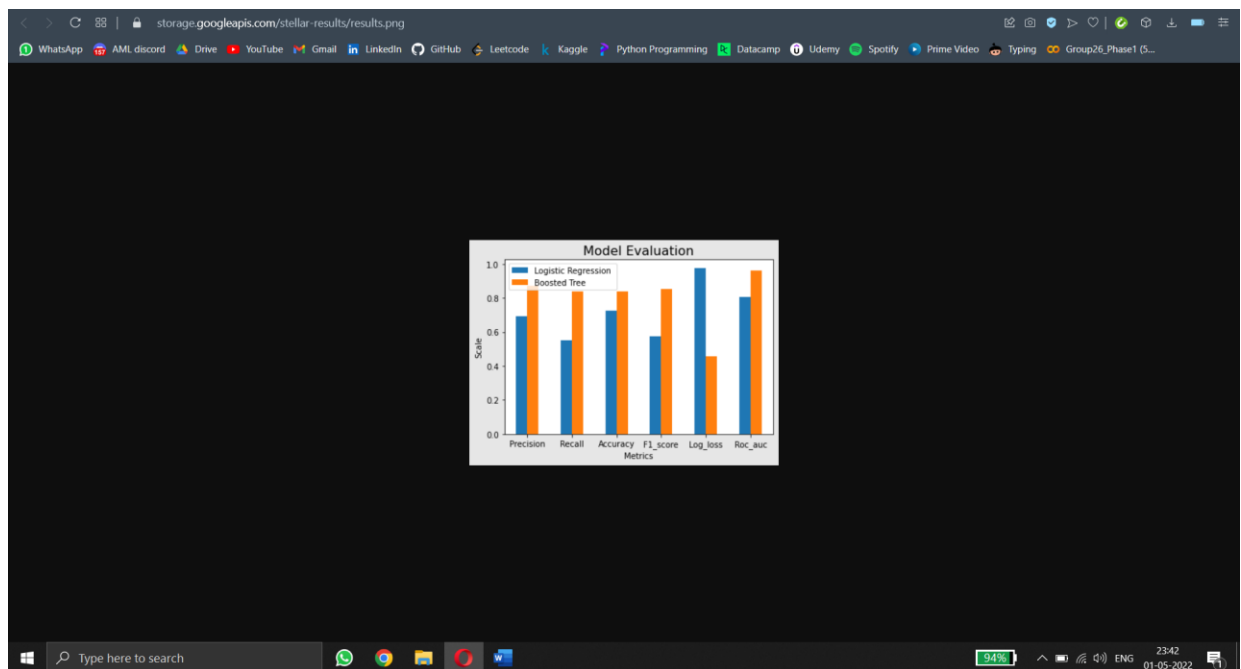 storage.googleapis.com/stellar-results/results.png
88
WhatsApp AML discord Drive YouTube Gmail LinkedIn GitHub Leetcode Kaggle Python Programming Datacamp Udemy Spotify Prime Video Typing Group26_Phase1 (5...
Model Evaluation
Logistic Regression
Boosted Tree
1.0
0.8
0.6
0.4
0.2
0.0
Scale
Precision Recall Accuracy F1_score Log_loss Roc_auc
Metrics
Type here to search
94% ENG 23:42
01-05-2022